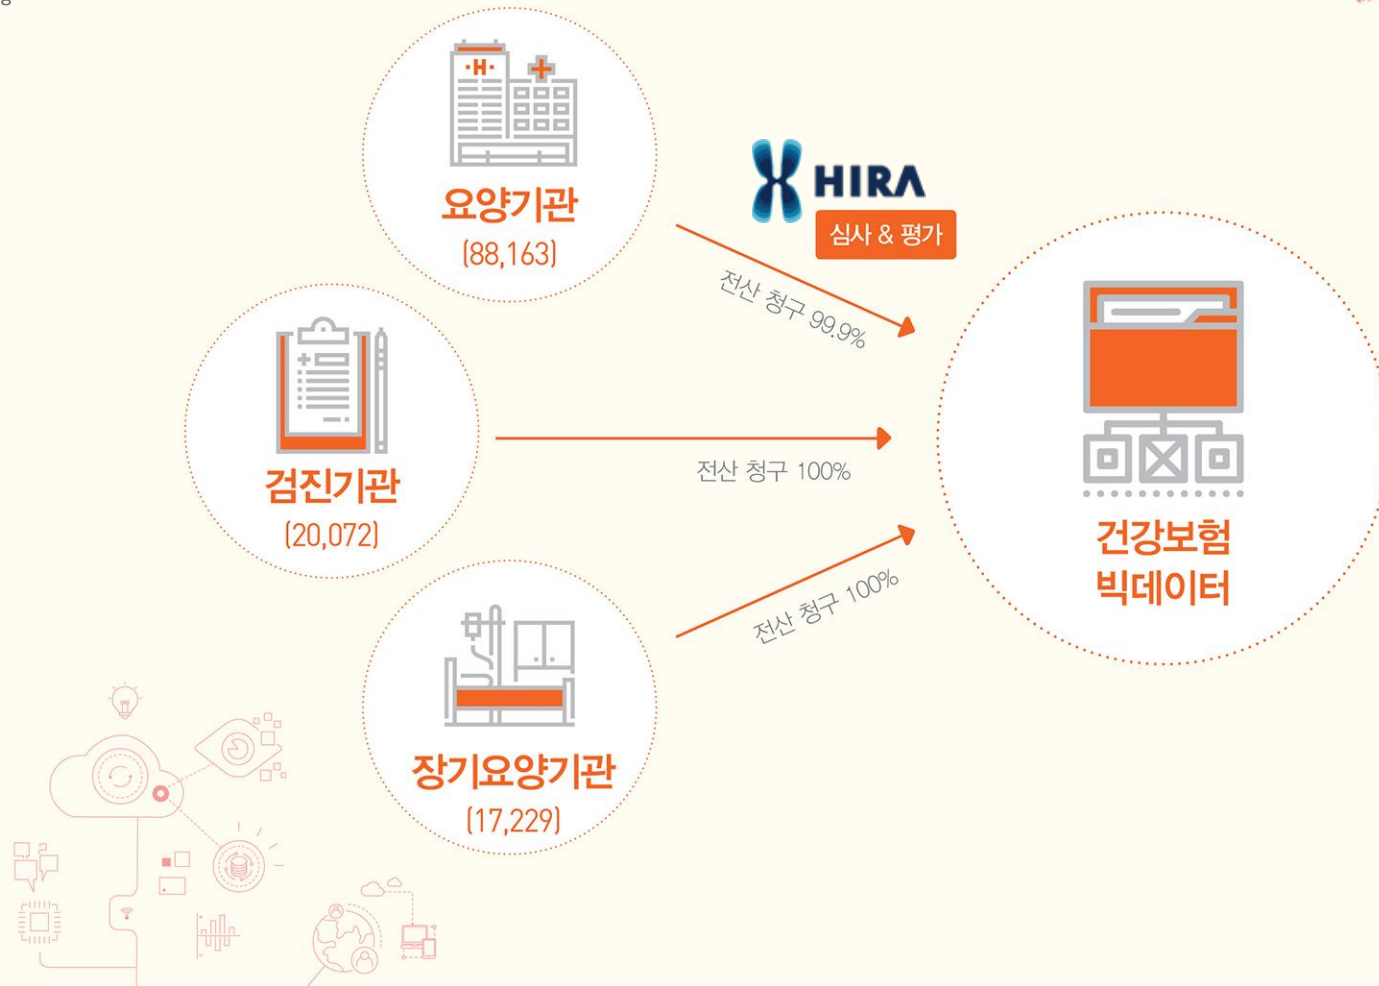 g
·H·
요양기관
(88,163)
HIRA
심사 & 평가
전산 청구 99.9%
검진기관
(20,072)
전산 청구 100%
건강보험
빅데이터
전산 청구 100%
장기요양기관
(17,229)